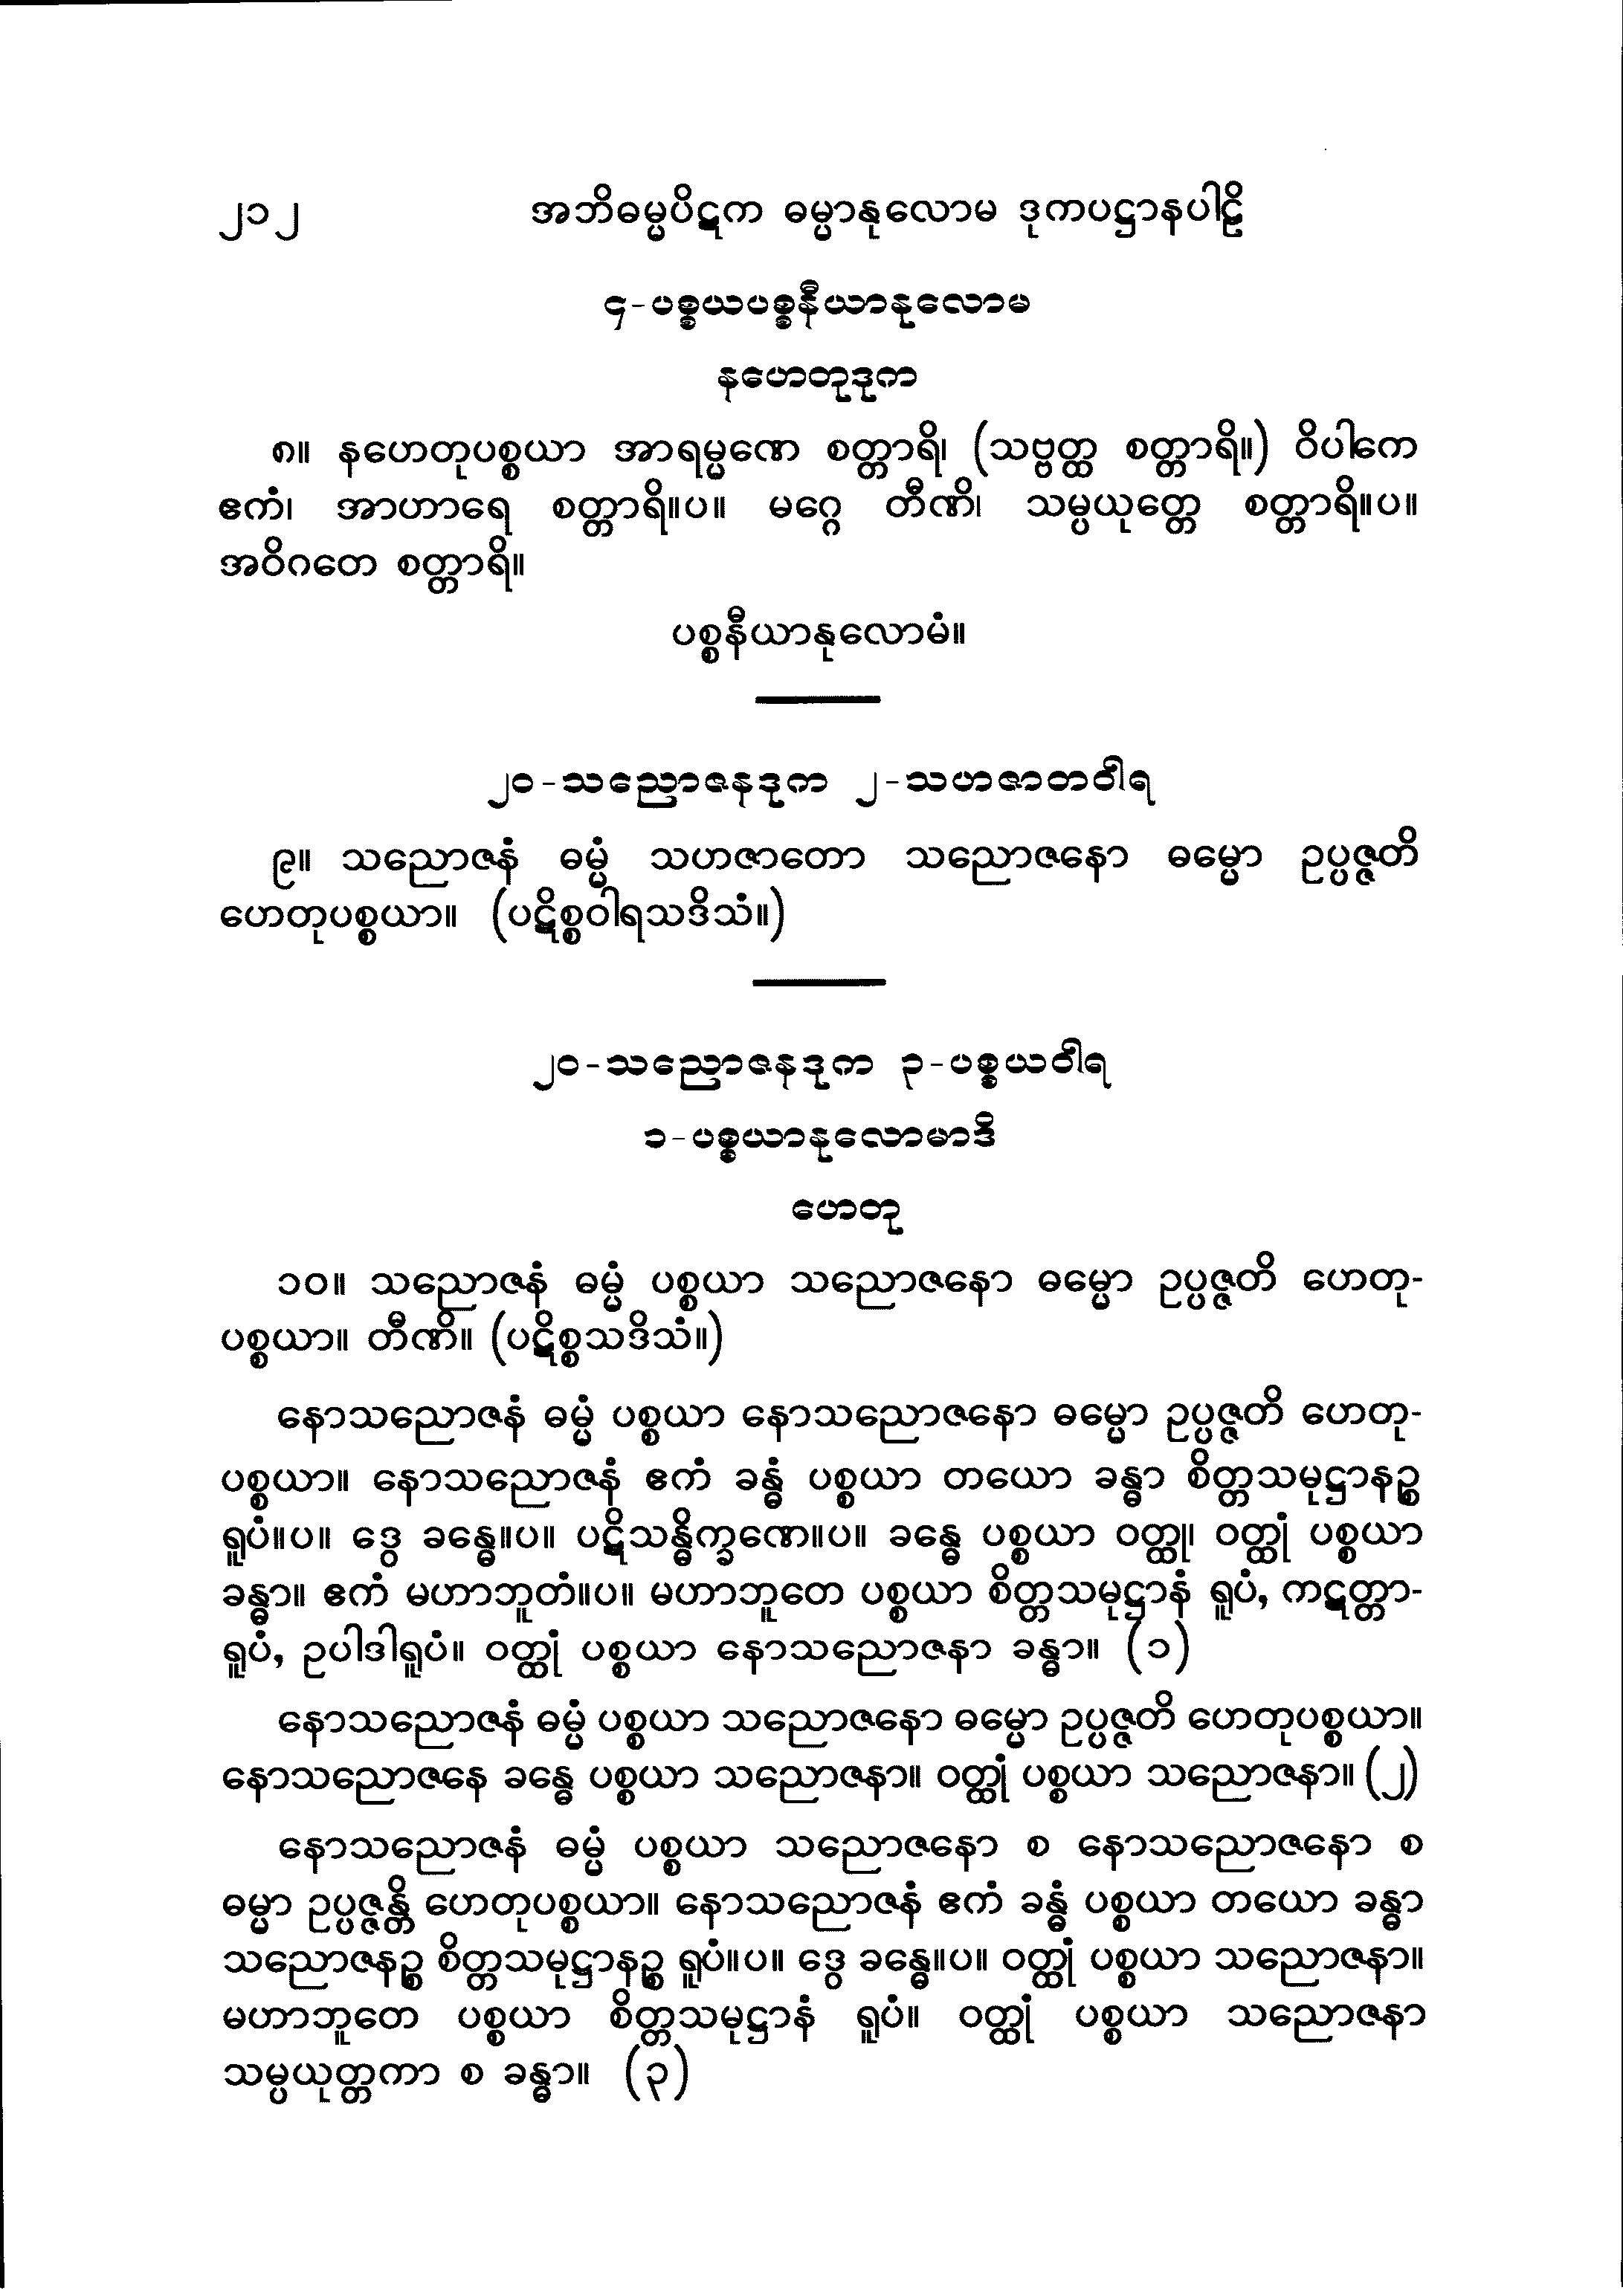 ၂၁၂ အဘိဓမ္မပိဋက ဓမ္မာနုလောမ ဒုကပဋ္ဌာနပါဠိ
၄-ပစ္စယပစ္စနီယာနုလောမ
နဟေတုဒုက
၈။ နဟေတုပစ္စယာ အာရမ္မဏေ စတ္တာရိ၊ (သဗ္ဗတ္ထ စတ္တာရိ။) ဝိပါကေ
ဧကံ၊ အာဟာရေ စတ္တာရိ။ပ။ မဂ္ဂေ တီဏိ၊ သမ္ပယုတ္တေ စတ္တာရိ။ပ။
အဝိဂတေ စတ္တာရိ။
ပစ္စနီယာနုလောမံ။
၂၀-သညောဇနဒုက ၂-သဟဇာတဝါရ
၉။ သညောဇနံ ဓမ္မံ သဟဇာတော သညောဇနော ဓမ္မော ဥပ္ပဇ္ဇတိ
ဟေတုပစ္စယာ။ (ပဋိစ္စဝါရသဒိသံ။)
၂၀-သညောဇနဒုက ၃-ပစ္စယဝါရ
၁-ပစ္စယာနုလောမာဒိ
ဟေတု
၁၀။ သညောဇနံ ဓမ္မံ ပစ္စယာ သညောဇနော ဓမ္မော ဥပ္ပဇ္ဇတိ ဟေတု-
ပစ္စယာ။ တီဏိ။ (ပဋိစ္စသဒိသံ။)
နောသညောဇနံ ဓမ္မံ ပစ္စယာ နောသညောဇနော ဓမ္မော ဥပ္ပဇ္ဇတိ ဟေတု-
ပစ္စယာ။ နောသညောဇနံ ဧကံ ခန္ဓံ ပစ္စယာ တယော ခန္ဓာ စိတ္တသမုဋ္ဌာနဉ္စ
ရူပံ။ပ။ ဒွေ ခန္ဓေ။ပ။ ပဋိသန္ဓိက္ခဏေ။ပ။ ခန္ဓေ ပစ္စယာ ဝတ္ထု၊ ဝတ္ထုံ ပစ္စယာ
ခန္ဓာ။ ဧကံ မဟာဘူတံ။ပ။ မဟာဘူတေ ပစ္စယာ စိတ္တသမုဋ္ဌာနံ ရူပံ, ကဋတ္တာ-
ရူပံ, ဥပါဒါရူပံ။ ဝတ္ထုံ ပစ္စယာ နောသညောဇနာ ခန္ဓာ။ (၁)
နောသညောဇနံ ဓမ္မံ ပစ္စယာ သညောဇနော ဓမ္မော ဥပ္ပဇ္ဇတိ ဟေတုပစ္စယာ။
နောသညောဇနေ ခန္ဓေ ပစ္စယာ သညောဇနာ။ ဝတ္ထုံ ပစ္စယာ သညောဇနာ။ (၂)
နောသညောဇနံ ဓမ္မံ ပစ္စယာ သညောဇနော စ နောသညောဇနော စ
ဓမ္မာ ဥပ္ပဇ္ဇန္တိ ဟေတုပစ္စယာ။ နောသညောဇနံ ဧကံ ခန္ဓံ ပစ္စယာ တယော ခန္ဓာ
သညောဇနဉ္စ စိတ္တသမုဋ္ဌာနဉ္စ ရူပံ။ပ။ ဒွေ ခန္ဓေ။ပ။ ဝတ္ထုံ ပစ္စယာ သညောဇနာ။
မဟာဘူတေ ပစ္စယာ စိတ္တသမုဋ္ဌာနံ ရူပံ။ ဝတ္ထုံ ပစ္စယာ သညောဇနာ
သမ္ပယုတ္တကာ စ ခန္ဓာ။ (၃)